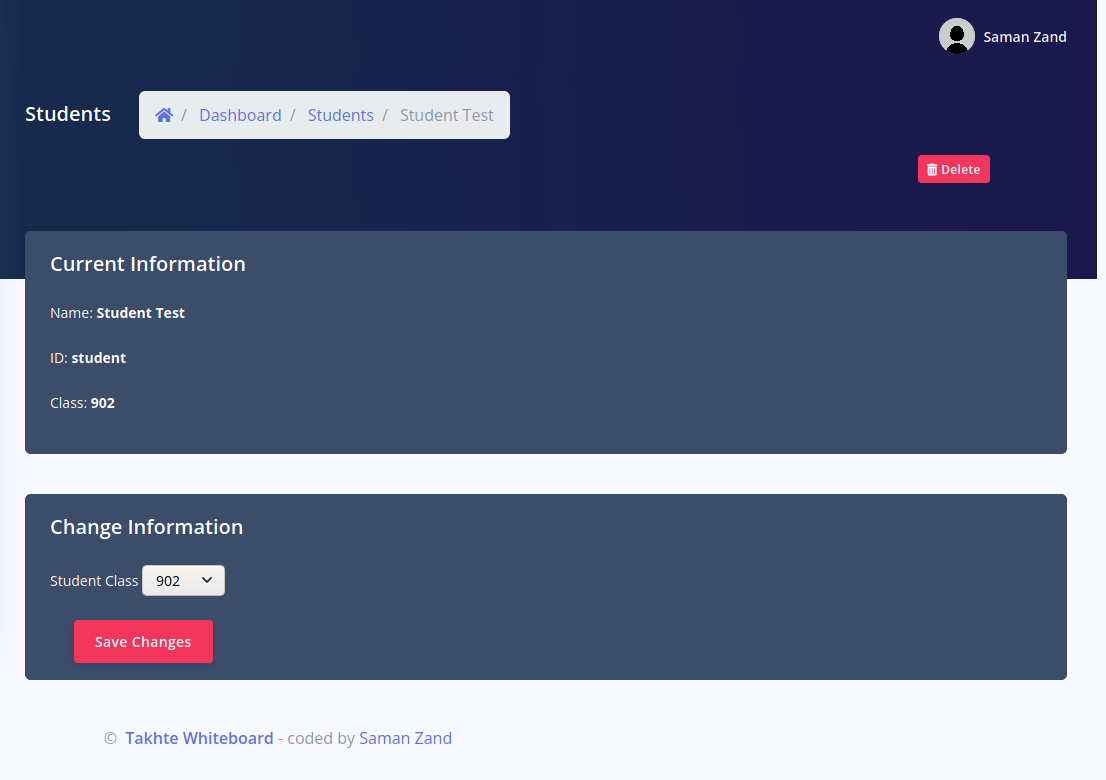 Saman Zand
Students
/ Dashboard / Students / Student Test
Delete
Current Information
Name: Student Test
ID: student
Class: 902
Change Information
Student Class 902
Save Changes
© Takhte Whiteboard - coded by Saman Zand